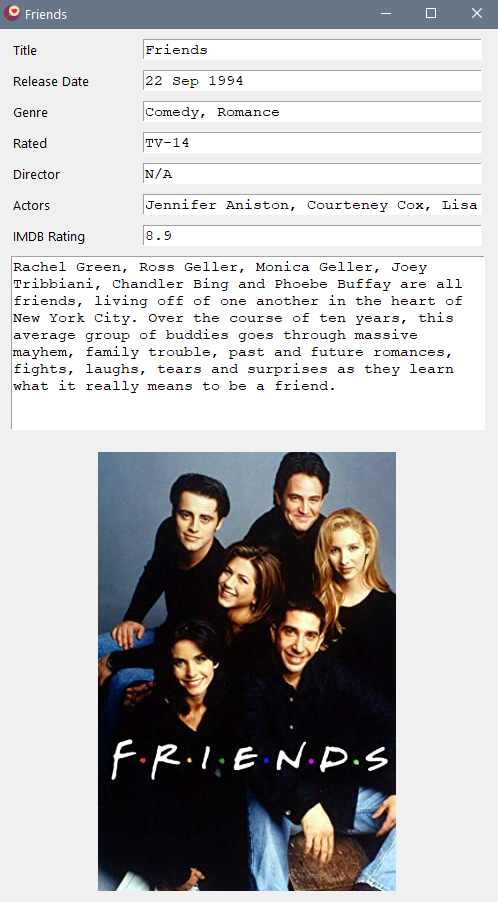 Friends
Title Friends
Release Date 22 Sep 1994
Genre Comedy, Romance
Rated TV-14
Director N/A
Actors Jennifer Aniston, Courteney Cox, Lisa
IMDB Rating 8.9
Rachel Green, Ross Geller, Monica Geller, Joey
Tribbiani, Chandler Bing and Phoebe Buffay are all
friends, living off of one another in the heart of
New York City. Over the course of ten years, this
average group of buddies goes through massive
mayhem, family trouble, past and future romances,
fights, laughs, tears and surprises as they learn
what it really means to be a friend.
F·R·I·E·N·D·S